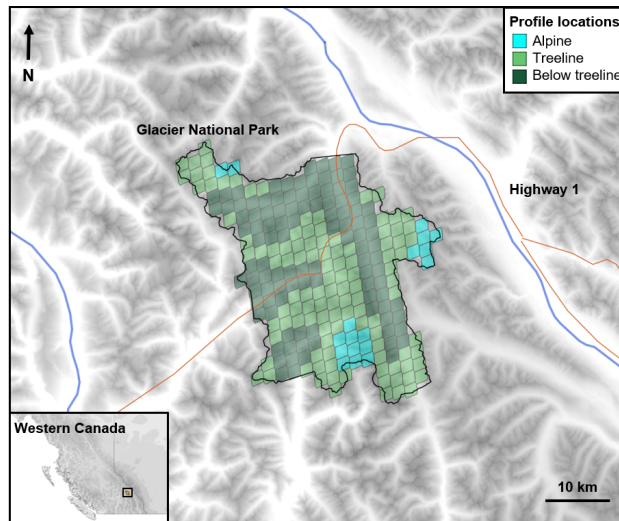 Profile locations
Alpine
Treeline
Below treeline
N
Glacier National Park
Highway 1
Western Canada
10 km